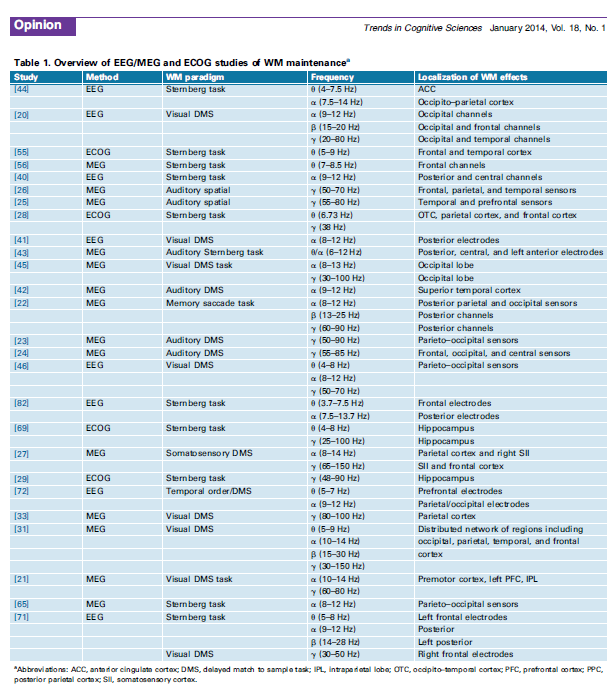 Opinion
Trends in Cognitive Sciences January 2014, Vol. 18, No. 1
Table 1. Overview of EEG/MEG and ECOG studies of WM maintenanceᵃ
Study Method WM paradigm Frequency Localization of WM effects
[44] EEG Sternberg task θ (4–7.5 Hz) ACC
α (7.5–14 Hz) Occipito–parietal cortex
[20] EEG Visual DMS α (9–12 Hz) Occipital channels
β (15–20 Hz) Occipital and frontal channels
γ (20–80 Hz) Occipital and temporal channels
[55] ECOG Sternberg task θ (5–9 Hz) Frontal and temporal cortex
[56] MEG Sternberg task θ (7–8.5 Hz) Frontal channels
[40] EEG Sternberg task α (9–12 Hz) Posterior and central channels
[26] MEG Auditory spatial γ (50–70 Hz) Frontal, parietal, and temporal sensors
[25] MEG Auditory spatial γ (55–80 Hz) Temporal and prefrontal sensors
[28] ECOG Sternberg task θ (6.73 Hz) OTC, parietal cortex, and frontal cortex
γ (38 Hz)
[41] EEG Visual DMS α (8–12 Hz) Posterior electrodes
[43] MEG Auditory Sternberg task θ/α (6–12 Hz) Posterior, central, and left anterior electrodes
[45] MEG Visual DMS task α (8–13 Hz) Occipital lobe
γ (30–100 Hz) Occipital lobe
[42] MEG Auditory DMS α (9–12 Hz) Superior temporal cortex
[22] MEG Memory saccade task α (8–12 Hz) Posterior parietal and occipital sensors
β (13–25 Hz) Posterior channels
γ (60–90 Hz) Posterior channels
[23] MEG Auditory DMS γ (50–90 Hz) Parieto–occipital sensors
[24] MEG Auditory DMS γ (55–85 Hz) Frontal, occipital, and central sensors
[46] EEG Visual DMS θ (4–8 Hz) Parieto–occipital sensors
α (8–12 Hz)
γ (50–70 Hz)
[82] EEG Sternberg task θ (3.7–7.5 Hz) Frontal electrodes
α (7.5–13.7 Hz) Posterior electrodes
[69] ECOG Sternberg task θ (4–8 Hz) Hippocampus
γ (25–100 Hz) Hippocampus
[27] MEG Somatosensory DMS α (8–14 Hz) Parietal cortex and right SII
γ (65–150 Hz) SII and frontal cortex
[29] ECOG Sternberg task γ (48–90 Hz) Hippocampus
[72] EEG Temporal order/DMS θ (5–7 Hz) Prefrontal electrodes
α (9–12 Hz) Parietal/occipital electrodes
[33] MEG Visual DMS γ (80–100 Hz) Parietal cortex
[31] MEG Visual DMS θ (5–9 Hz) Distributed network of regions including
α (10–14 Hz) occipital, parietal, temporal, and frontal
β (15–30 Hz) cortex
γ (30–150 Hz)
[21] MEG Visual DMS task α (10–14 Hz) Premotor cortex, left PFC, IPL
γ (60–80 Hz)
[65] MEG Sternberg task α (8–12 Hz) Parieto–occipital sensors
[71] EEG Sternberg task θ (5–8 Hz) Left frontal electrodes
α (9–12 Hz) Posterior
β (14–28 Hz) Left posterior
Visual DMS γ (30–50 Hz) Right frontal electrodes
ᵃAbbreviations: ACC, anterior cingulate cortex; DMS, delayed match to sample task; IPL, intraparietal lobe; OTC, occipito-temporal cortex; PFC, prefrontal cortex; PPC,
posterior parietal cortex; SII, somatosensory cortex.